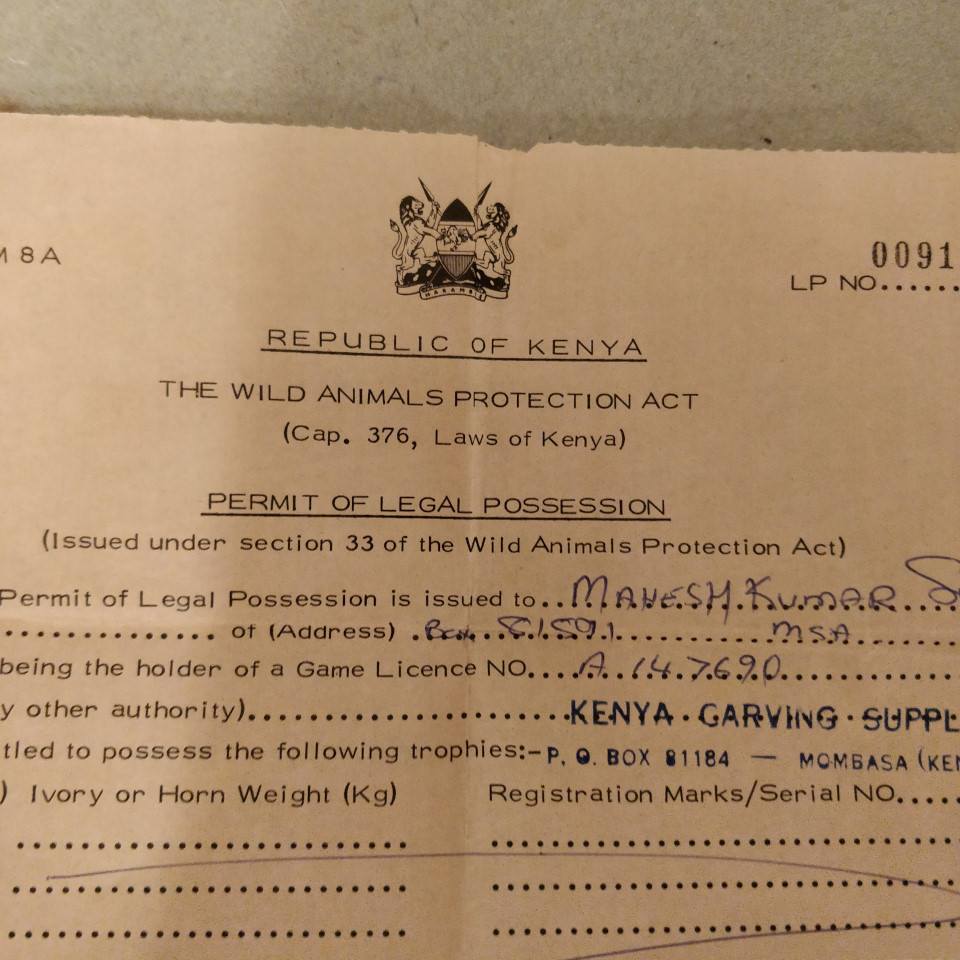 M 8A
0091
LP NO......
HARAMBEE
REPUBLIC OF KENYA
THE WILD ANIMALS PROTECTION ACT
(Cap. 376, Laws of Kenya)
PERMIT OF LEGAL POSSESSION
(Issued under section 33 of the Wild Animals Protection Act)
Permit of Legal Possession is issued to..MAHESH KUMAR
............... of (Address) .Box 81591.......... MSA.......
being the holder of a Game Licence NO....A 147690............
y other authority).......................KENYA CARVING SUPPL
tled to possess the following trophies:- P. O. BOX 81184 — MOMBASA (KEN
) Ivory or Horn Weight (Kg) Registration Marks/Serial NO.....